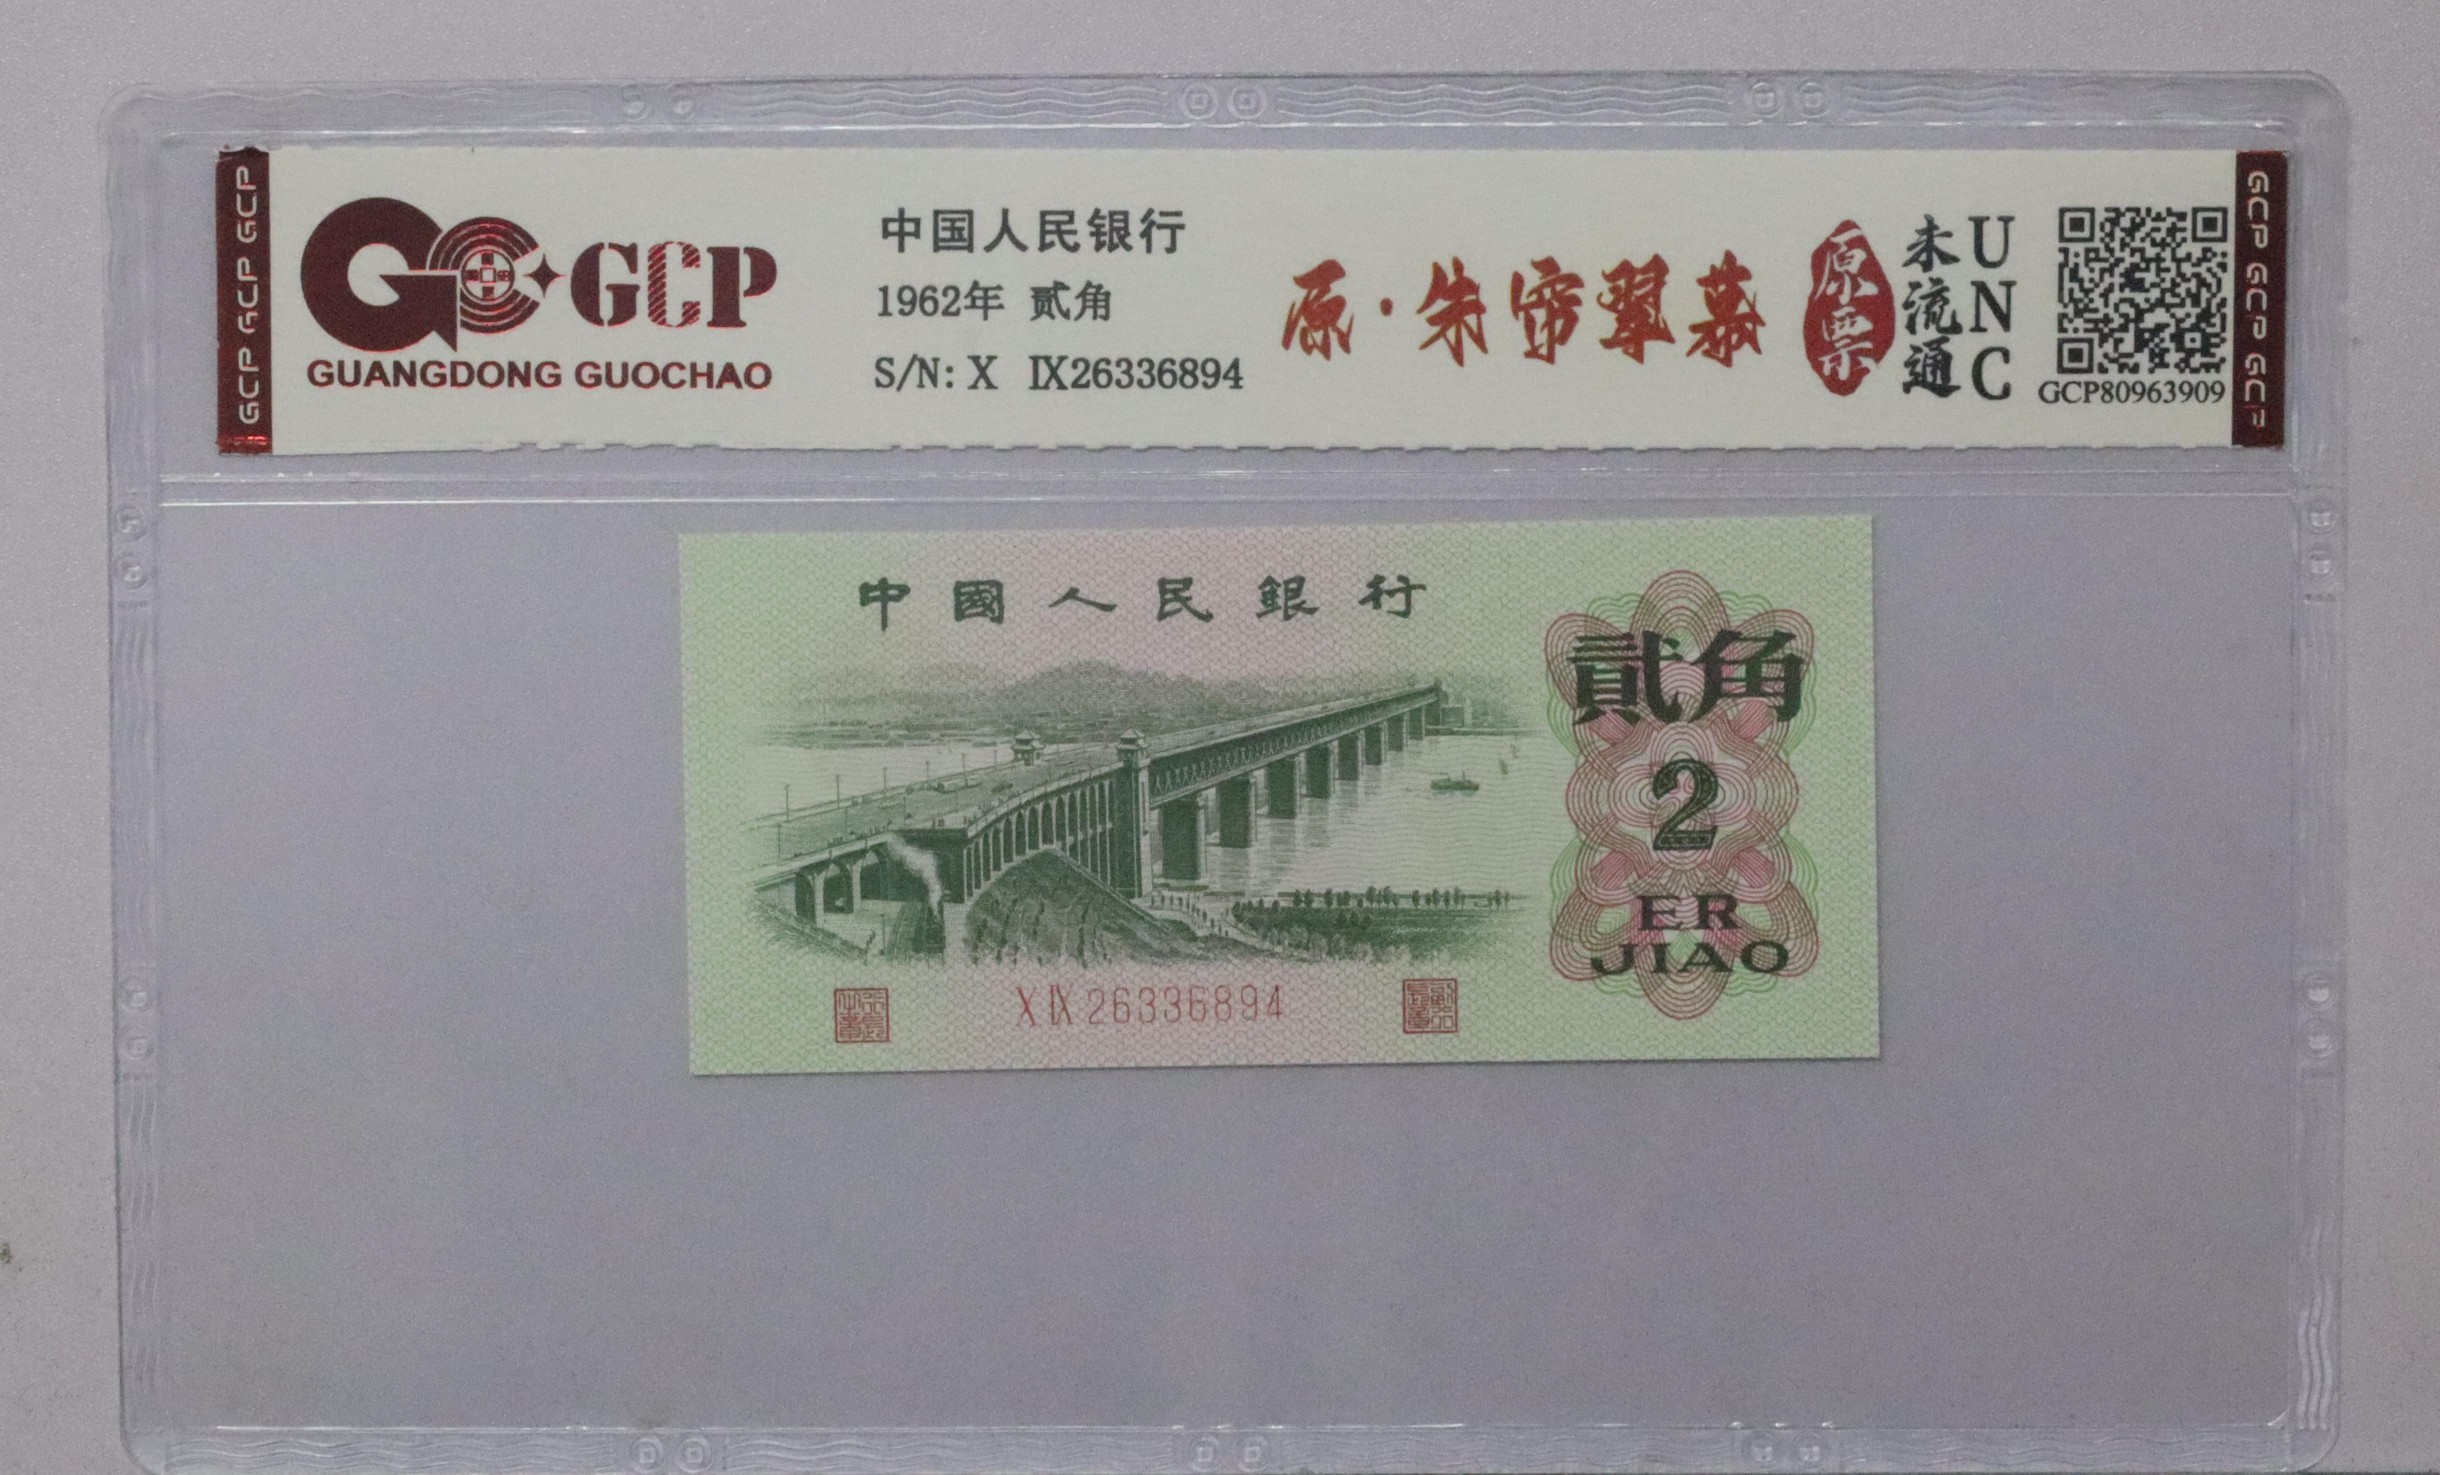 GCP GCP GCP
GCP
GUANGDONG GUOCHAO
中国人民银行
1962年 贰角
S/N: X Ⅸ26336894
原·朱帘翠幕
原票
未流通
UNC
GCP80963909
GCP GCP GCP
中國人民銀行
貳角
2
ER
JIAO
X Ⅸ 26336894